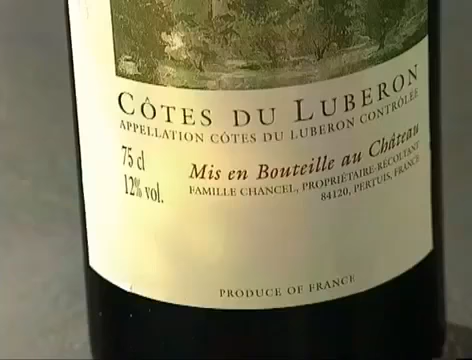 CÔTES DU LUBERON
APPELLATION CÔTES DU LUBERON CONTRÔLÉE
75 cl
12% vol.
Mis en Bouteille au Château
FAMILLE CHANCEL, PROPRIÉTAIRE-RÉCOLTANT
84120, PERTUIS, FRANCE
PRODUCE OF FRANCE